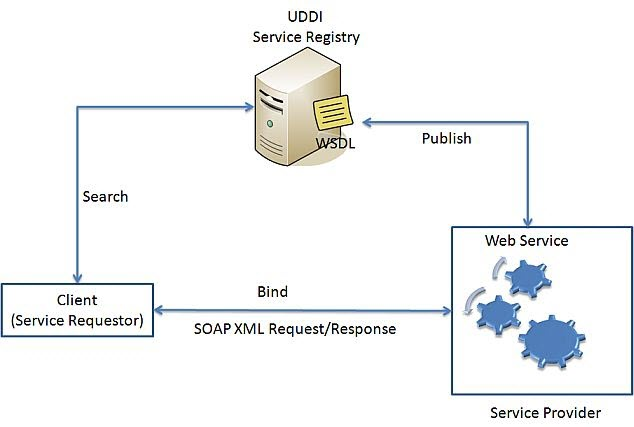 UDDI
Service Registry
WSDL
Publish
Search
Web Service
Client
(Service Requestor)
Bind
SOAP XML Request/Response
Service Provider